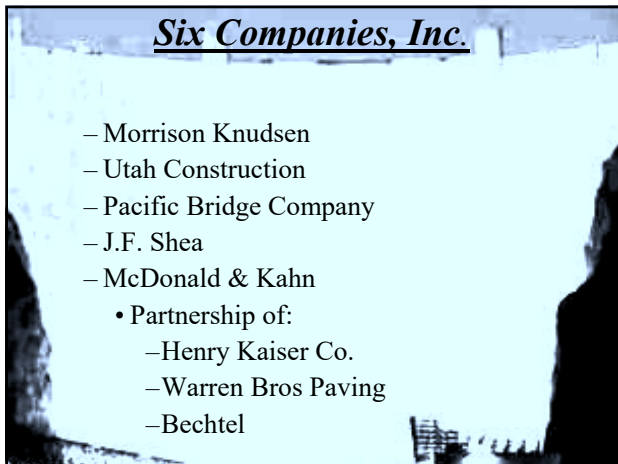 Six Companies, Inc.
– Morrison Knudsen
– Utah Construction
– Pacific Bridge Company
– J.F. Shea
– McDonald & Kahn
• Partnership of:
–Henry Kaiser Co.
–Warren Bros Paving
–Bechtel